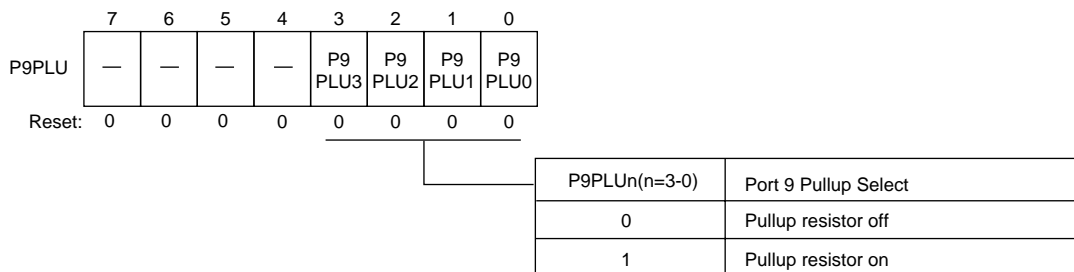 7 6 5 4 3 2 1 0
P9PLU — — — — P9 PLU3 P9 PLU2 P9 PLU1 P9 PLU0
Reset: 0 0 0 0 0 0 0 0
P9PLUn(n=3-0) Port 9 Pullup Select
0 Pullup resistor off
1 Pullup resistor on